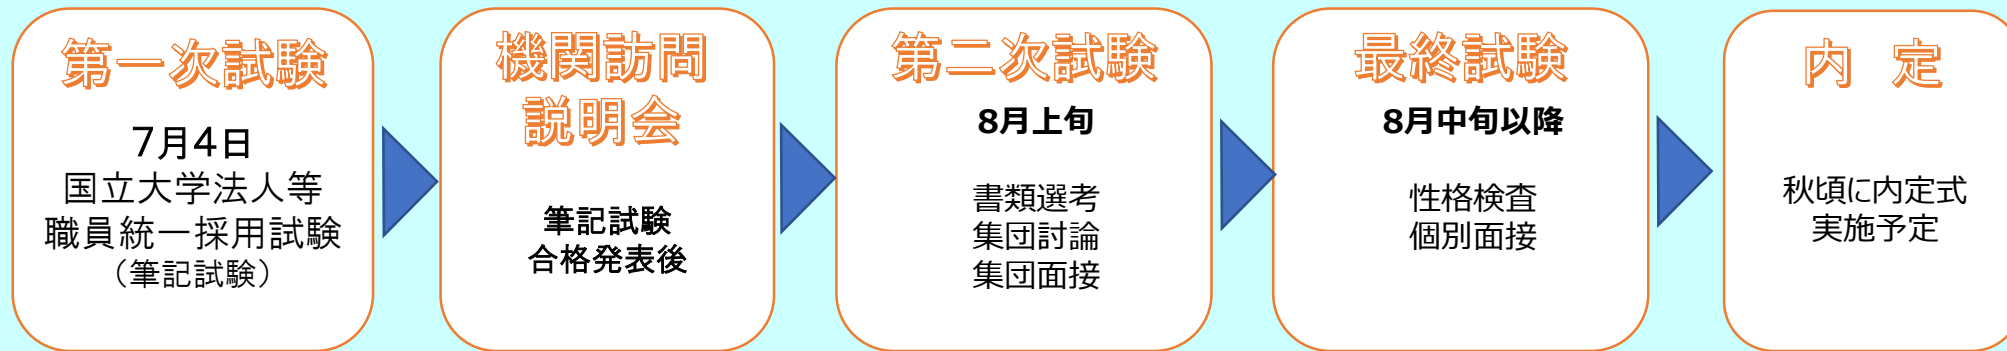 第一次試験
7月4日
国立大学法人等
職員統一採用試験
（筆記試験）
機関訪問
説明会
筆記試験
合格発表後
第二次試験
8月上旬
書類選考
集団討論
集団面接
最終試験
8月中旬以降
性格検査
個別面接
内　定
秋頃に内定式
実施予定